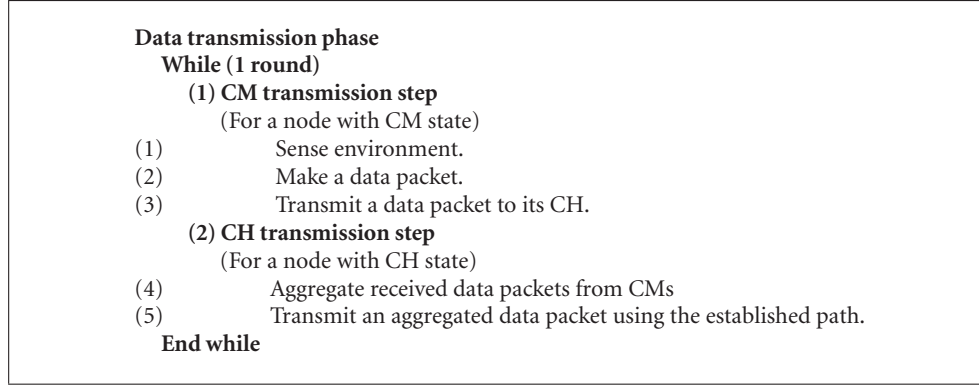 Data transmission phase
While (1 round)
(1) CM transmission step
(For a node with CM state)
(1) Sense environment.
(2) Make a data packet.
(3) Transmit a data packet to its CH.
(2) CH transmission step
(For a node with CH state)
(4) Aggregate received data packets from CMs
(5) Transmit an aggregated data packet using the established path.
End while